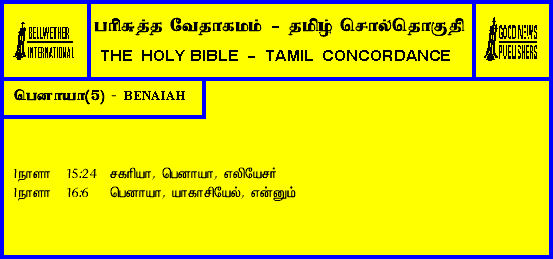 BELLWETHER
INTERNATIONAL
பரிசுத்த வேதாகமம் - தமிழ் சொல்தொகுதி
THE HOLY BIBLE - TAMIL CONCORDANCE
GOOD NEWS
PUBLISHERS
பெனாயா(5) - BENAIAH
1நாளா 15:24 சகரியா, பெனாயா, எலியேசர்
1நாளா 16:6 பெனாயா, யாகாசியேல், என்னும்